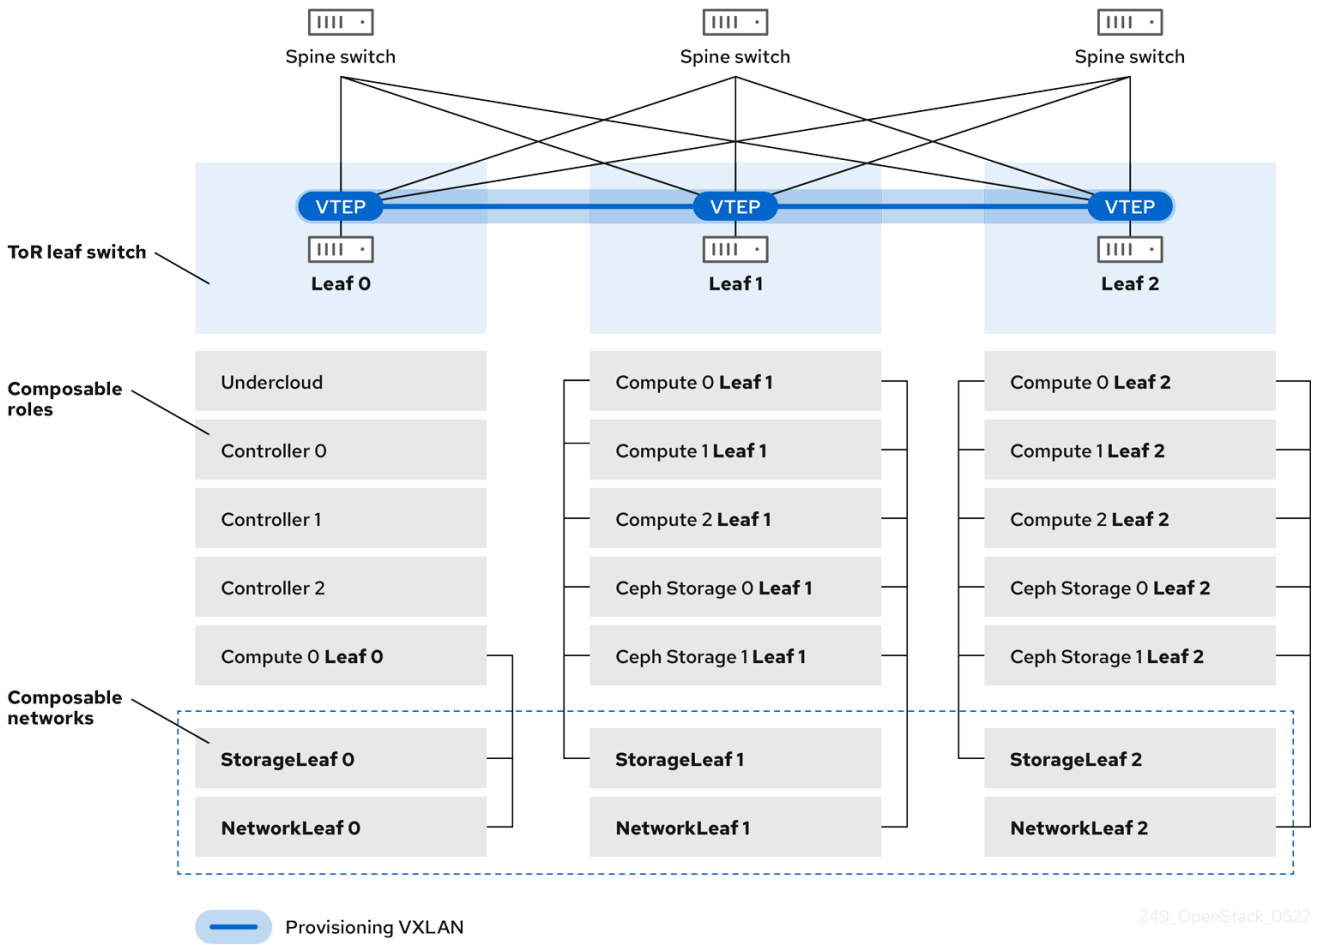 Spine switch
Spine switch
Spine switch
VTEP
VTEP
VTEP
ToR leaf switch
Leaf 0
Leaf 1
Leaf 2
Composable
roles
Undercloud
Compute 0 Leaf 1
Compute 0 Leaf 2
Controller 0
Compute 1 Leaf 1
Compute 1 Leaf 2
Controller 1
Compute 2 Leaf 1
Compute 2 Leaf 2
Controller 2
Ceph Storage 0 Leaf 1
Ceph Storage 0 Leaf 2
Compute 0 Leaf 0
Ceph Storage 1 Leaf 1
Ceph Storage 1 Leaf 2
Composable
networks
StorageLeaf 0
StorageLeaf 1
StorageLeaf 2
NetworkLeaf 0
NetworkLeaf 1
NetworkLeaf 2
Provisioning VXLAN
249_OpenStack_0522